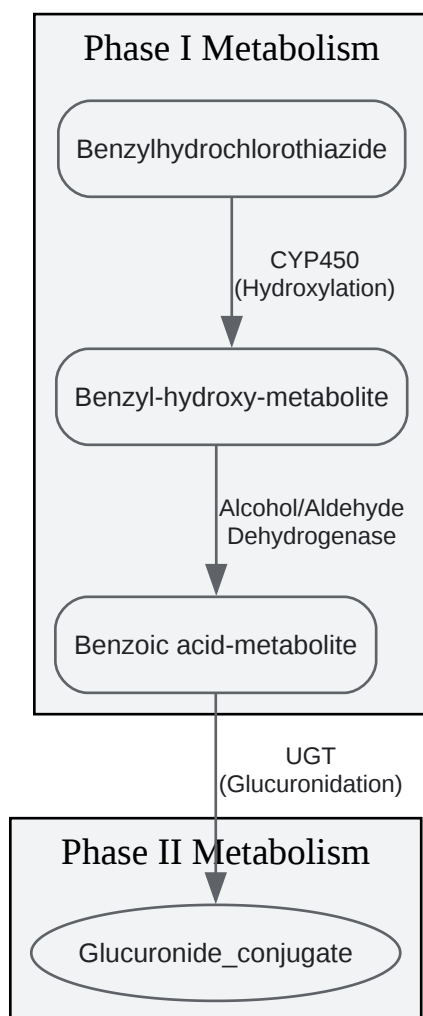 Phase I Metabolism
Benzylhydrochlorothiazide
CYP450
(Hydroxylation)
Benzyl-hydroxy-metabolite
Alcohol/Aldehyde
Dehydrogenase
Benzoic acid-metabolite
UGT
(Glucuronidation)
Phase II Metabolism
Glucuronide_conjugate